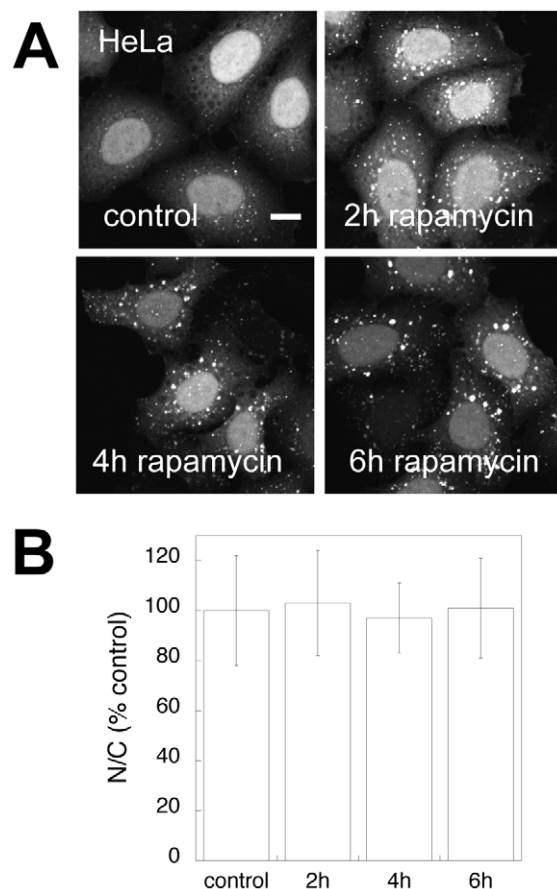 A
HeLa
control
2h rapamycin
4h rapamycin
6h rapamycin
B
N/C (% control)
120
100
80
60
40
20
0
control 2h 4h 6h